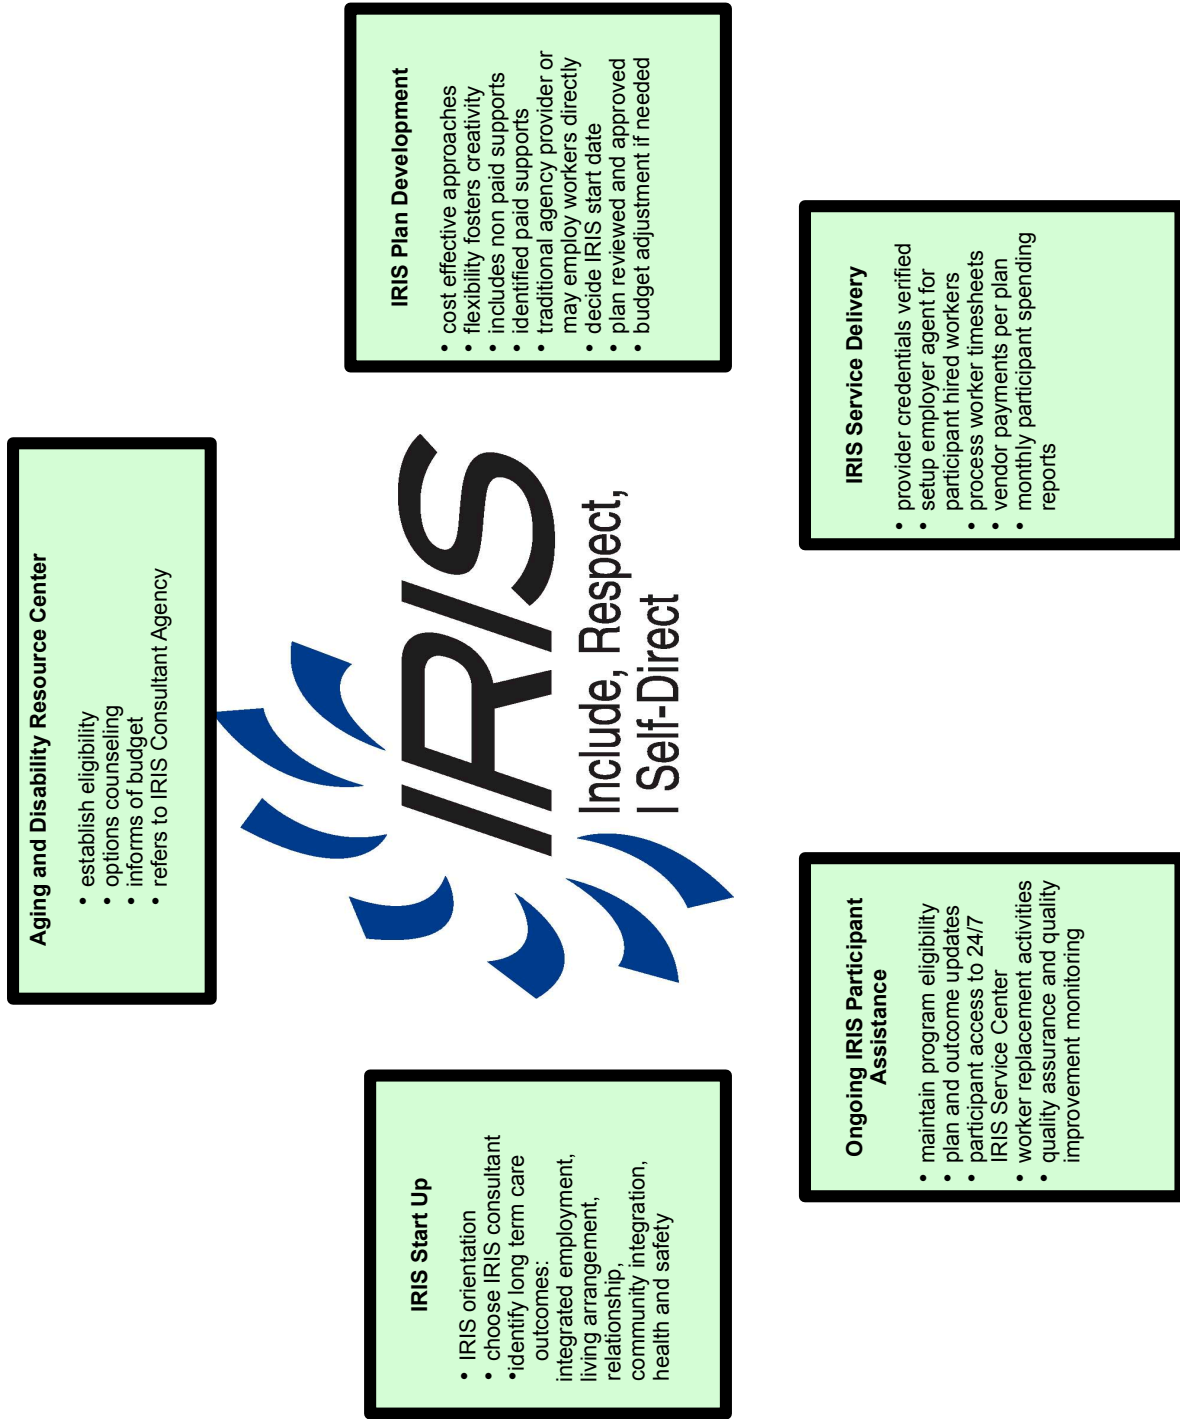 Aging and Disability Resource Center
• establish eligibility
• options counseling
• informs of budget
• refers to IRIS Consultant Agency
IRIS Start Up
• IRIS orientation
• choose IRIS consultant
•identify long term care
outcomes:
integrated employment,
living arrangement,
relationship,
community integration,
health and safety
IRIS
Include, Respect,
I Self-Direct
IRIS Plan Development
• cost effective approaches
• flexibility fosters creativity
• includes non paid supports
• identified paid supports
• traditional agency provider or
may employ workers directly
• decide IRIS start date
• plan reviewed and approved
• budget adjustment if needed
Ongoing IRIS Participant
Assistance
• maintain program eligibility
• plan and outcome updates
• participant access to 24/7
IRIS Service Center
• worker replacement activities
• quality assurance and quality
improvement monitoring
IRIS Service Delivery
• provider credentials verified
• setup employer agent for
participant hired workers
• process worker timesheets
• vendor payments per plan
• monthly participant spending
reports